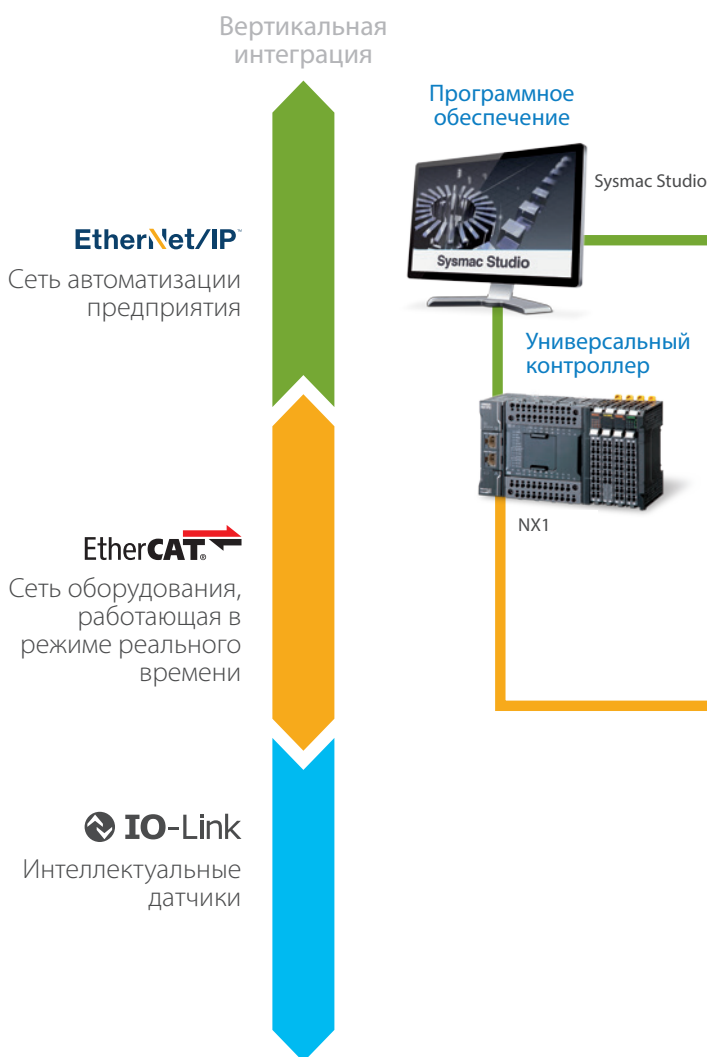 Вертикальная
интеграция
Программное
обеспечение
Sysmac Studio
Sysmac Studio
EtherNet/IP™
Сеть автоматизации
предприятия
Универсальный
контроллер
NX1
EtherCAT®
Сеть оборудования,
работающая в
режиме реального
времени
IO-Link
Интеллектуальные
датчики